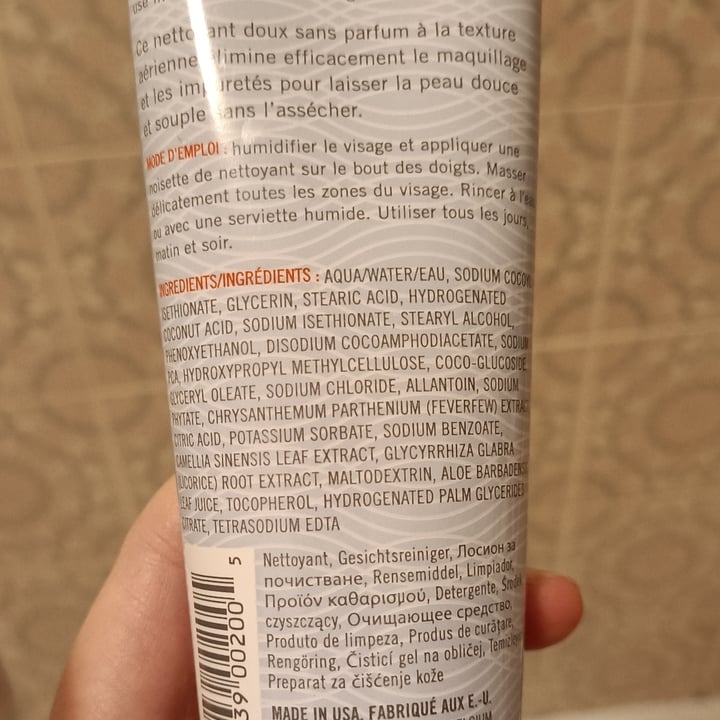 Ce nettoyant doux sans parfum à la texture
aérienne élimine efficacement le maquillage
et les impuretés pour laisser la peau douce
et souple sans l'assécher.
MODE D'EMPLOI : humidifier le visage et appliquer une
noisette de nettoyant sur le bout des doigts. Masser
délicatement toutes les zones du visage. Rincer à l'eau
ou avec une serviette humide. Utiliser tous les jours,
matin et soir.
INGREDIENTS/INGRÉDIENTS : AQUA/WATER/EAU, SODIUM COCOYL
ISETHIONATE, GLYCERIN, STEARIC ACID, HYDROGENATED
COCONUT ACID, SODIUM ISETHIONATE, STEARYL ALCOHOL,
PHENOXYETHANOL, DISODIUM COCOAMPHODIACETATE, SODIUM
PCA, HYDROXYPROPYL METHYLCELLULOSE, COCO-GLUCOSIDE,
GLYCERYL OLEATE, SODIUM CHLORIDE, ALLANTOIN, SODIUM
PHYTATE, CHRYSANTHEMUM PARTHENIUM (FEVERFEW) EXTRACT,
CITRIC ACID, POTASSIUM SORBATE, SODIUM BENZOATE,
CAMELLIA SINENSIS LEAF EXTRACT, GLYCYRRHIZA GLABRA
(LICORICE) ROOT EXTRACT, MALTODEXTRIN, ALOE BARBADENSIS
LEAF JUICE, TOCOPHEROL, HYDROGENATED PALM GLYCERIDES
CITRATE, TETRASODIUM EDTA
Nettoyant, Gesichtsreiniger, Лосион за
почистване, Rensemiddel, Limpiador,
Προϊόν καθαρισμού, Detergente, Środek
czyszczący, Очищающее средство,
Produto de limpeza, Produs de curățare,
Rengöring, Čisticí gel na obličej, Temizleyici
Preparat za čišćenje kože
MADE IN USA. FABRIQUÉ AUX É.-U.
39 00200 5